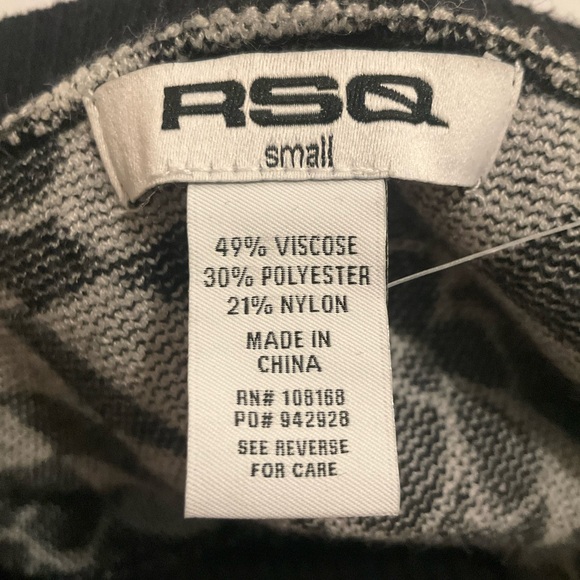 RSQ
small
49% VISCOSE
30% POLYESTER
21% NYLON
MADE IN
CHINA
RN# 108168
PO# 942928
SEE REVERSE
FOR CARE